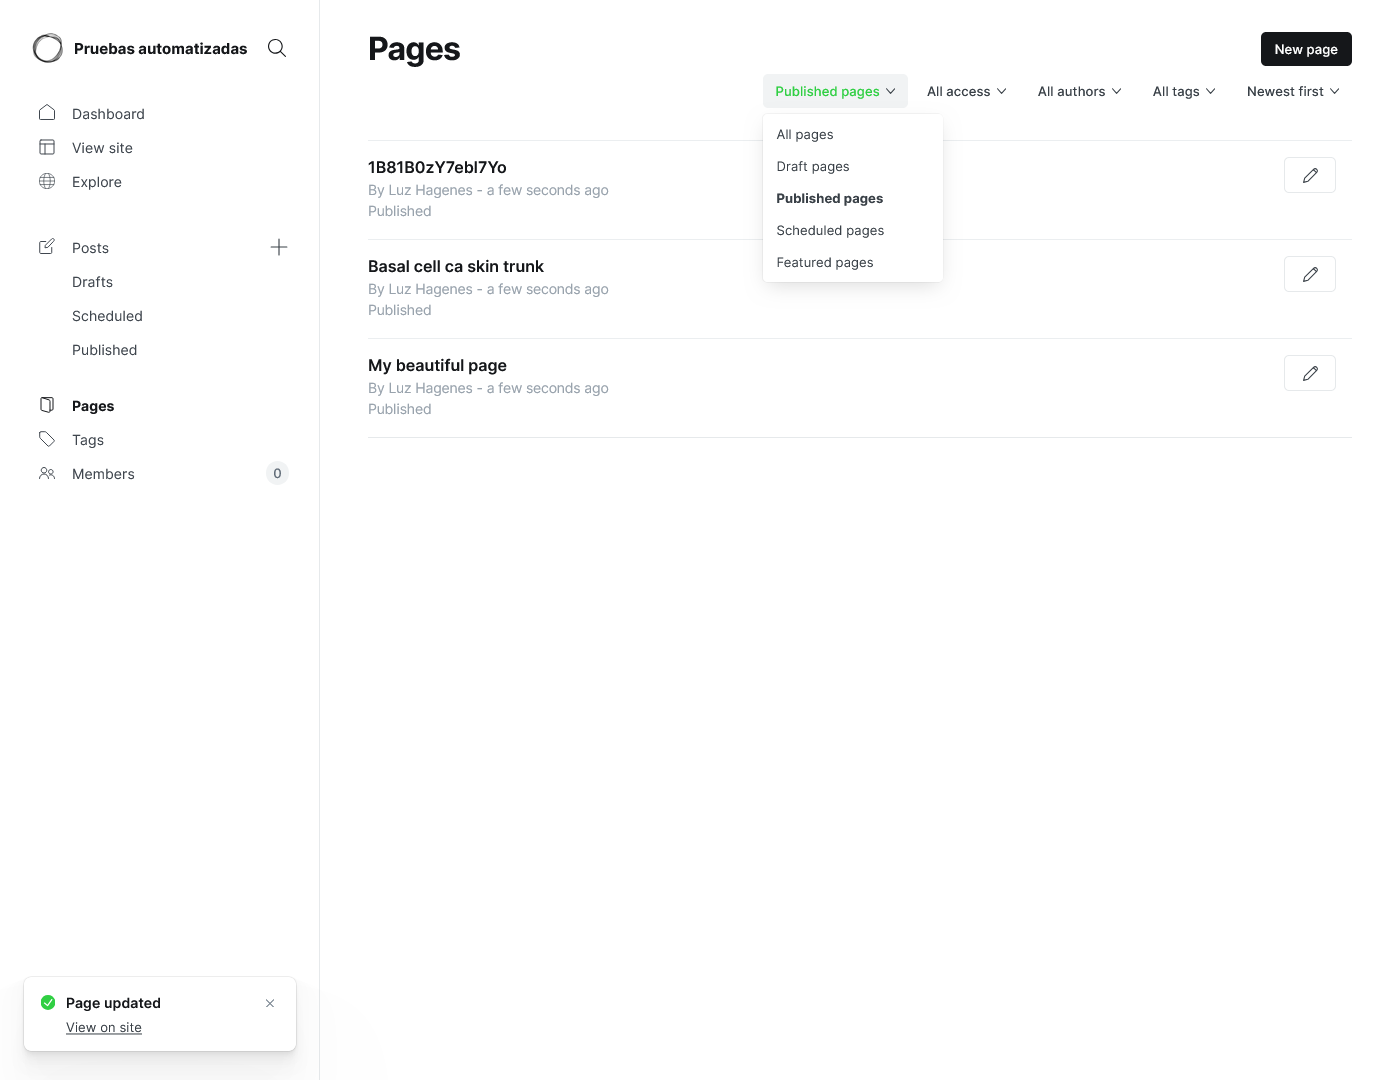 Pruebas automatizadas
Dashboard
View site
Explore
Posts
Drafts
Scheduled
Published
Pages
Tags
Members 0
Page updated
View on site
Pages
New page
Published pages All access All authors All tags Newest first
All pages
Draft pages
Published pages
Scheduled pages
Featured pages
1B81B0zY7ebI7Yo
By Luz Hagenes - a few seconds ago
Published
Basal cell ca skin trunk
By Luz Hagenes - a few seconds ago
Published
My beautiful page
By Luz Hagenes - a few seconds ago
Published